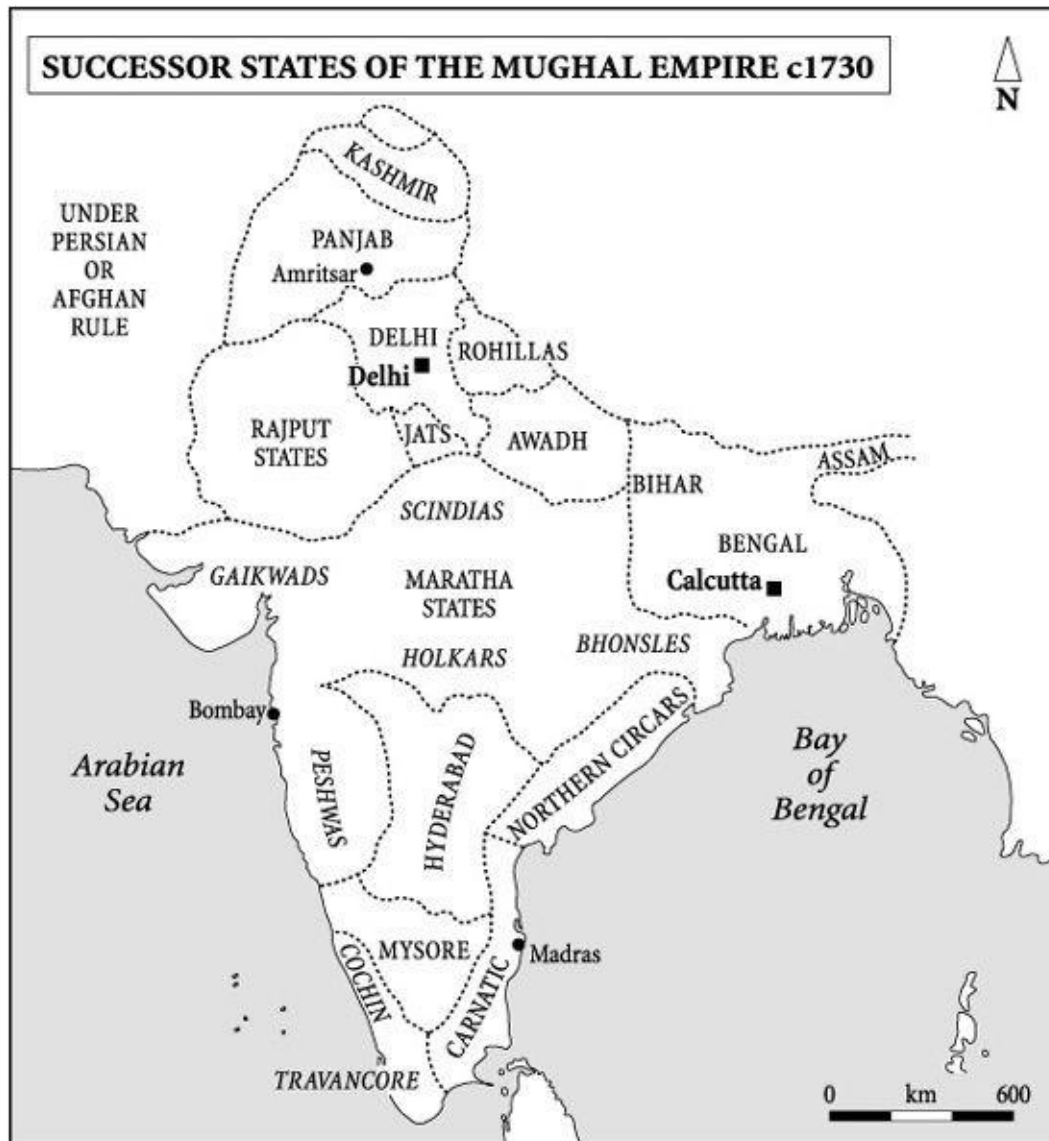 SUCCESSOR STATES OF THE MUGHAL EMPIRE c1730
N
KASHMIR
UNDER
PERSIAN
OR
AFGHAN
RULE
PANJAB
Amritsar
DELHI
Delhi
ROHILLAS
RAJPUT
STATES
JATS
AWADH
ASSAM
BIHAR
SCINDIAS
BENGAL
GAIKWADS
MARATHA
STATES
Calcutta
HOLKARS
BHONSLES
Bombay
Arabian
Sea
PESHWAS
HYDERABAD
NORTHERN CIRCARS
Bay
of
Bengal
MYSORE
Madras
COCHIN
CARNATIC
TRAVANCORE
0 km 600